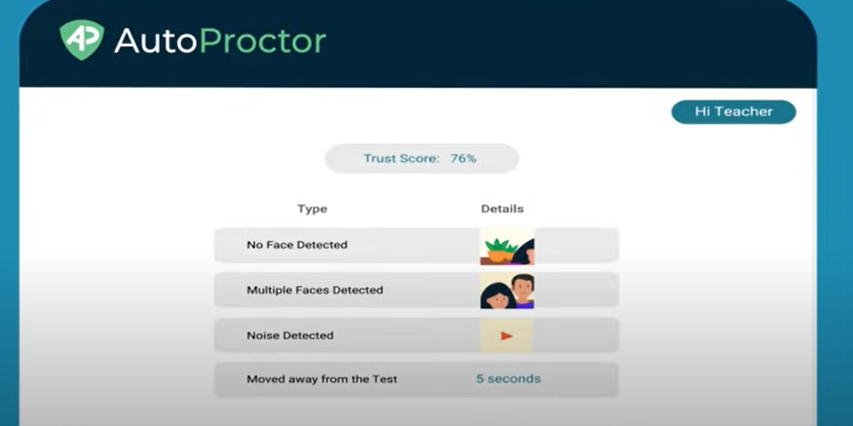 AP AutoProctor
Hi Teacher
Trust Score: 76%
Type Details
No Face Detected
Multiple Faces Detected
Noise Detected
Moved away from the Test 5 seconds